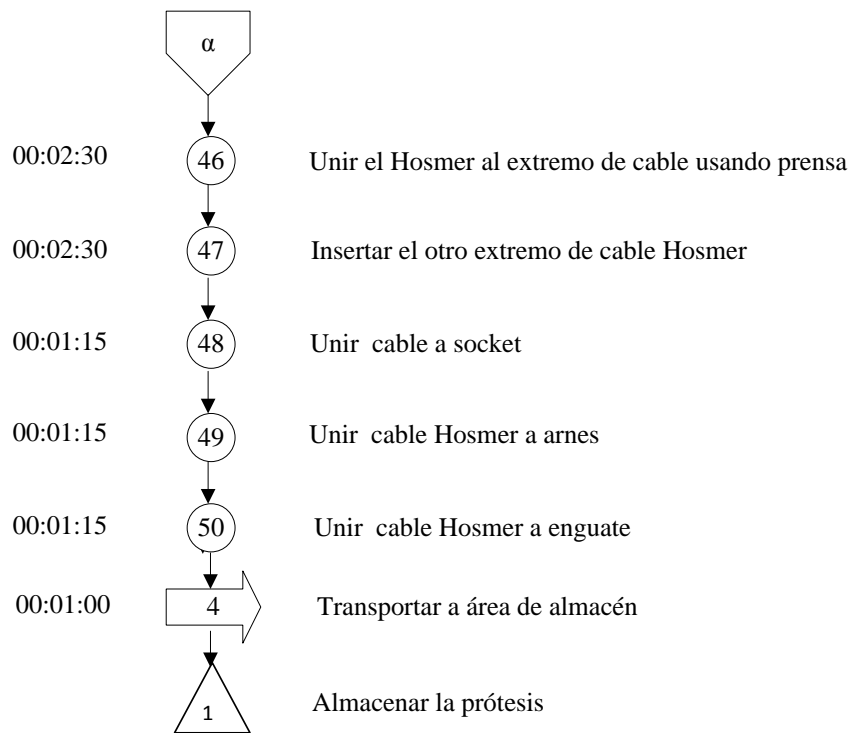 α
00:02:30 46 Unir el Hosmer al extremo de cable usando prensa
00:02:30 47 Insertar el otro extremo de cable Hosmer
00:01:15 48 Unir cable a socket
00:01:15 49 Unir cable Hosmer a arnes
00:01:15 50 Unir cable Hosmer a enguate
00:01:00 4 Transportar a área de almacén
1 Almacenar la prótesis